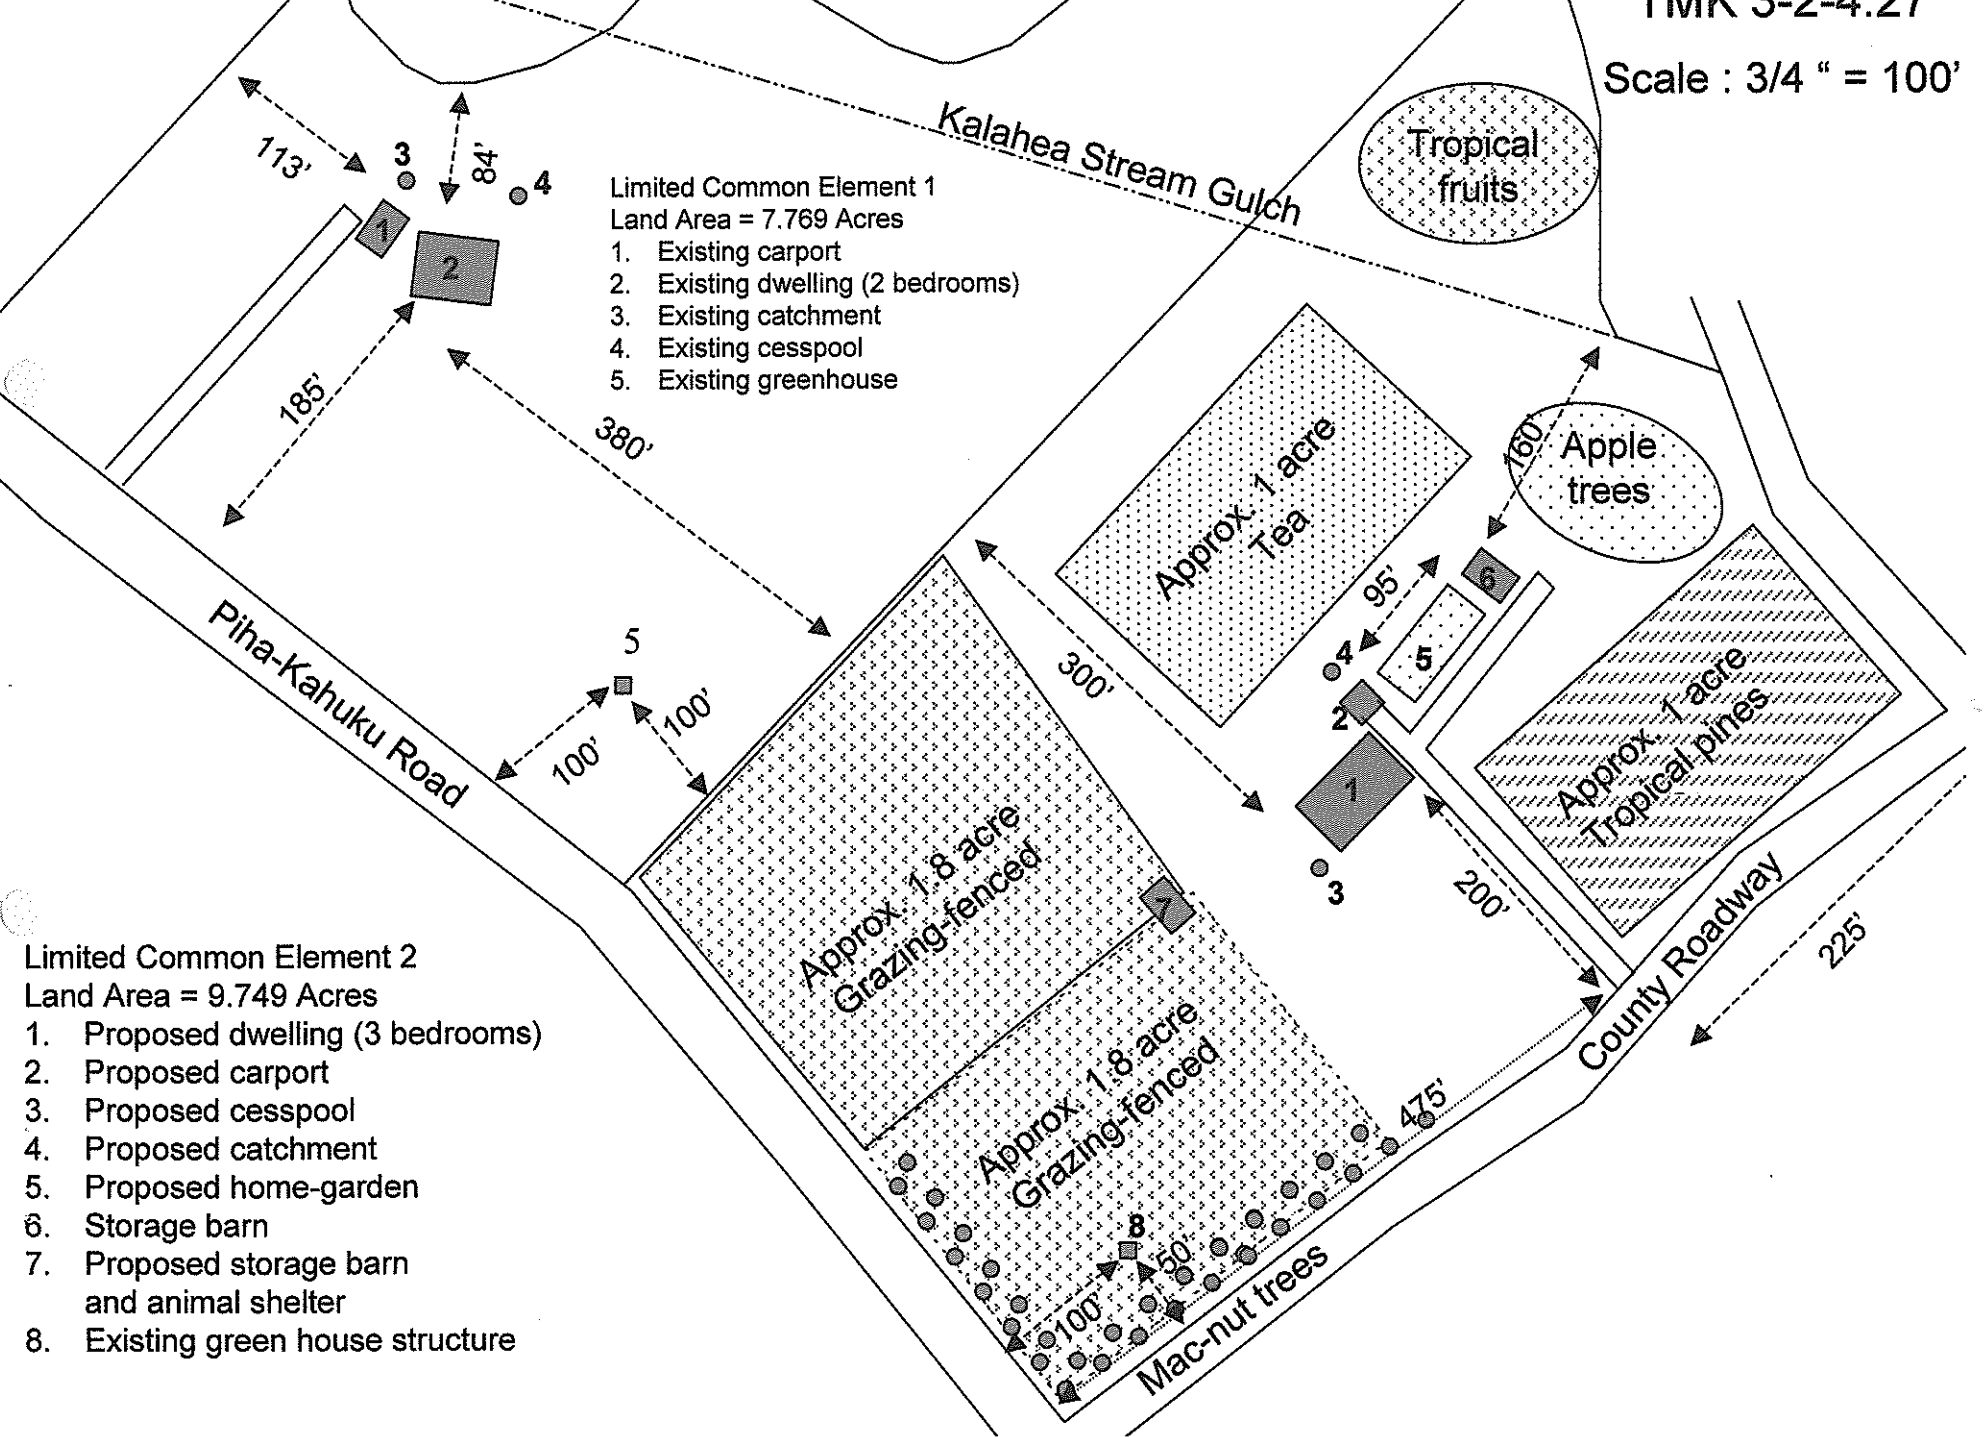 TMK 3-2-4:27
Scale : 3/4 “ = 100’
Kalahea Stream Gulch
Tropical
fruits
113’
3
84’
4
1
2
Limited Common Element 1
Land Area = 7.769 Acres
1. Existing carport
2. Existing dwelling (2 bedrooms)
3. Existing catchment
4. Existing cesspool
5. Existing greenhouse
185’
380’
Approx. 1 acre
Tea
160’
Apple
trees
95’
6
5
4
2
300’
1
3
200’
Approx. 1 acre
Tropical pines
5
100’
100’
Piha-Kahuku Road
Approx. 1.8 acre
Grazing-fenced
7
Approx. 1.8 acre
Grazing-fenced
County Roadway
225’
475’
8
50’
100’
Mac-nut trees
Limited Common Element 2
Land Area = 9.749 Acres
1. Proposed dwelling (3 bedrooms)
2. Proposed carport
3. Proposed cesspool
4. Proposed catchment
5. Proposed home-garden
6. Storage barn
7. Proposed storage barn
and animal shelter
8. Existing green house structure